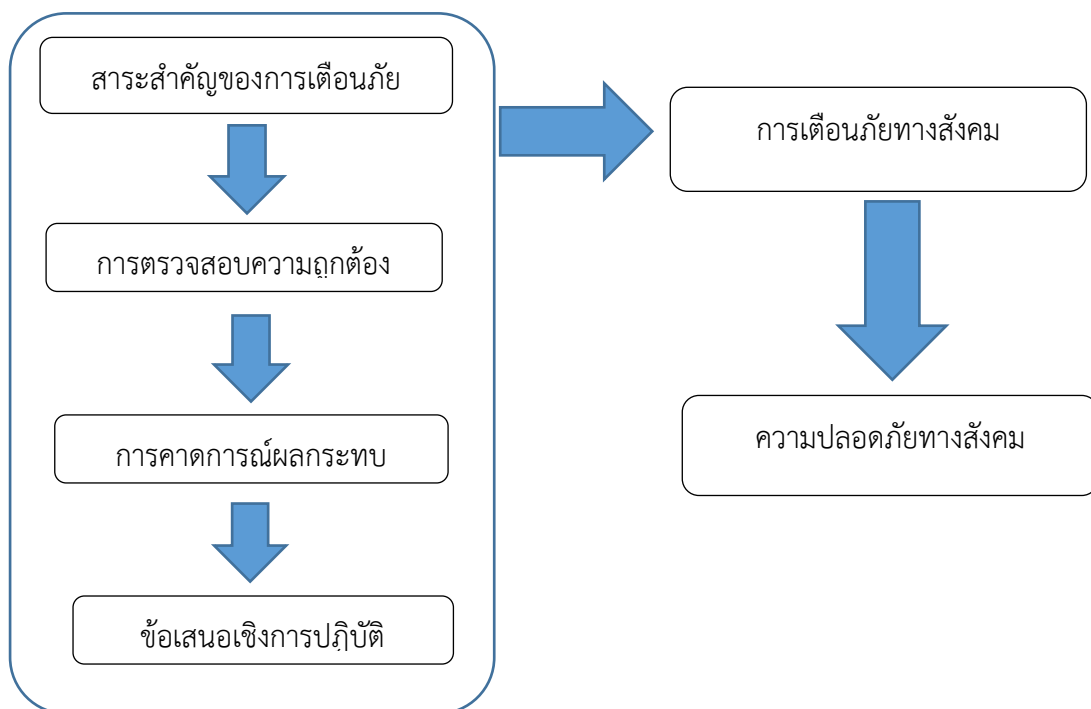 สาระสำคัญของการเตือนภัย
การตรวจสอบความถูกต้อง
การคาดการณ์ผลกระทบ
ข้อเสนอเชิงการปฏิบัติ
การเตือนภัยทางสังคม
ความปลอดภัยทางสังคม